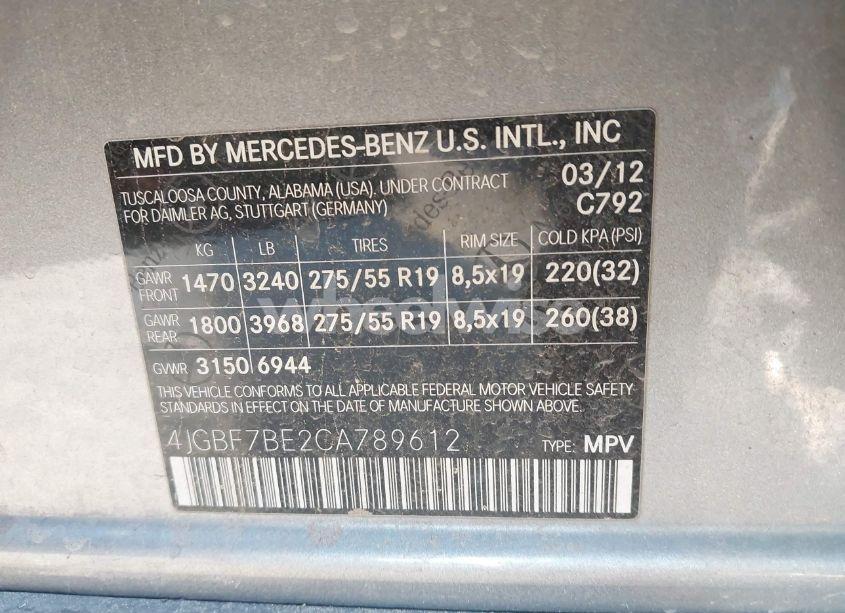 MFD BY MERCEDES-BENZ U.S. INTL., INC
TUSCALOOSA COUNTY, ALABAMA (USA). UNDER CONTRACT 03/12
FOR DAIMLER AG, STUTTGART (GERMANY) C792
KG LB TIRES RIM SIZE COLD KPA (PSI)
GAWR FRONT 1470 3240 275/55 R19 8,5x19 220(32)
GAWR REAR 1800 3968 275/55 R19 8,5x19 260(38)
GVWR 3150 6944
THIS VEHICLE CONFORMS TO ALL APPLICABLE FEDERAL MOTOR VEHICLE SAFETY
STANDARDS IN EFFECT ON THE DATE OF MANUFACTURE SHOWN ABOVE.
4JGBF7BE2CA789612 TYPE: MPV